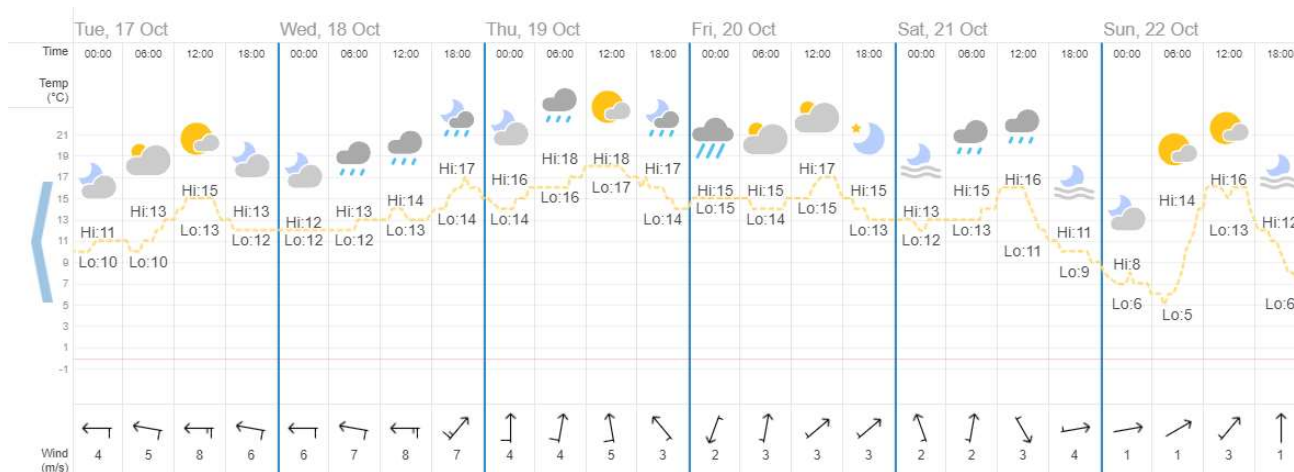 Tue, 17 Oct Wed, 18 Oct Thu, 19 Oct Fri, 20 Oct Sat, 21 Oct Sun, 22 Oct
Time 00:00 06:00 12:00 18:00 00:00 06:00 12:00 18:00 00:00 06:00 12:00 18:00 00:00 06:00 12:00 18:00 00:00 06:00 12:00 18:00 00:00 06:00 12:00 18:00
Temp
(°C)
21
19
17
15
13
11
9
7
5
3
1
-1
Hi:11 Hi:13 Hi:15 Hi:13 Hi:12 Hi:13 Hi:14 Hi:17 Hi:16 Hi:18 Hi:18 Hi:17 Hi:15 Hi:15 Hi:17 Hi:15 Hi:13 Hi:15 Hi:16 Hi:11 Hi:8 Hi:14 Hi:16 Hi:12
Lo:10 Lo:10 Lo:13 Lo:12 Lo:12 Lo:12 Lo:13 Lo:14 Lo:14 Lo:16 Lo:17 Lo:14 Lo:15 Lo:14 Lo:15 Lo:13 Lo:12 Lo:13 Lo:11 Lo:9 Lo:6 Lo:5 Lo:13 Lo:6
Wind 4 5 8 6 6 7 8 7 4 4 5 3 2 3 3 3 2 2 3 4 1 1 3 1
(m/s)